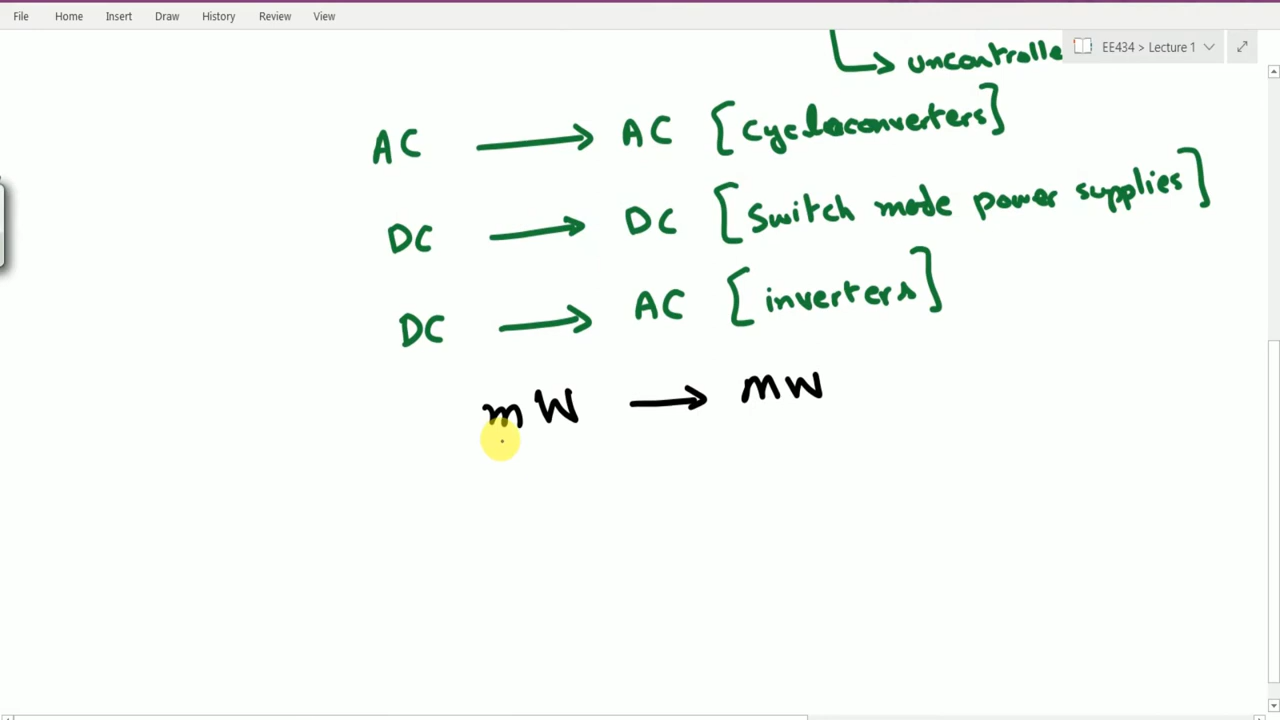 File Home Insert Draw History Review View
EE434 > Lecture 1
uncontrolle
AC → AC [cycloconverters]
DC → DC [Switch mode power supplies]
DC → AC [inverters]
mW → MW